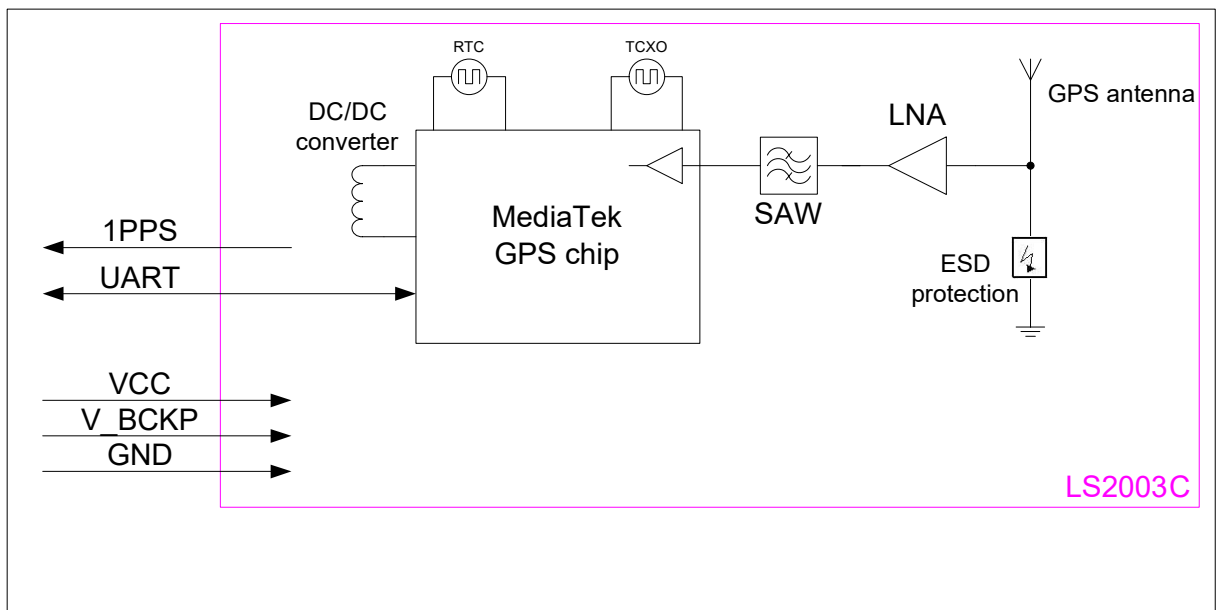 RTC
TCXO
GPS antenna
DC/DC
converter
LNA
MediaTek
GPS chip
SAW
1PPS
UART
ESD
protection
VCC
V_BCKP
GND
LS2003C